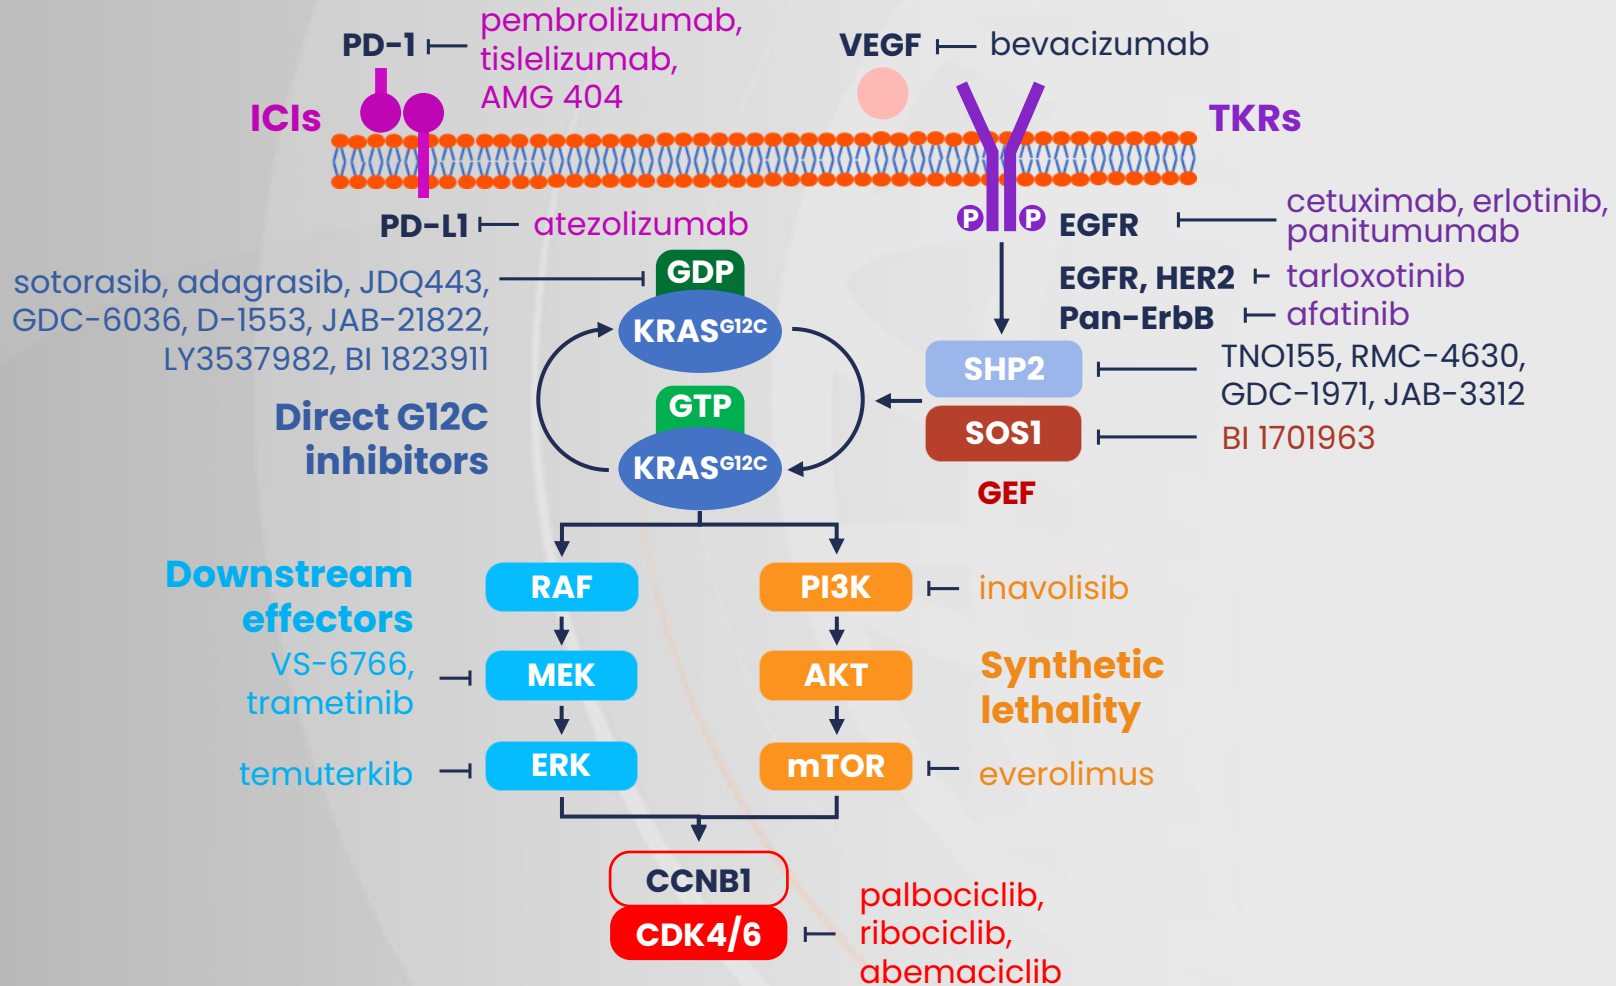 PD-1
pembrolizumab,
tislelizumab,
AMG 404
VEGF
bevacizumab
ICIs
TKRs
PD-L1
atezolizumab
P
P
EGFR
cetuximab, erlotinib,
panitumumab
EGFR, HER2
tarloxotinib
Pan-ErbB
afatinib
sotorasib, adagrasib, JDQ443,
GDC-6036, D-1553, JAB-21822,
LY3537982, BI 1823911
Direct G12C
inhibitors
GDP
KRASG12C
GTP
KRASG12C
SHP2
TNO155, RMC-4630,
GDC-1971, JAB-3312
SOS1
BI 1701963
GEF
Downstream
effectors
VS-6766,
trametinib
temuterkib
RAF
MEK
ERK
PI3K
inavolisib
AKT
Synthetic
lethality
mTOR
everolimus
CCNB1
CDK4/6
palbociclib,
ribociclib,
abemaciclib